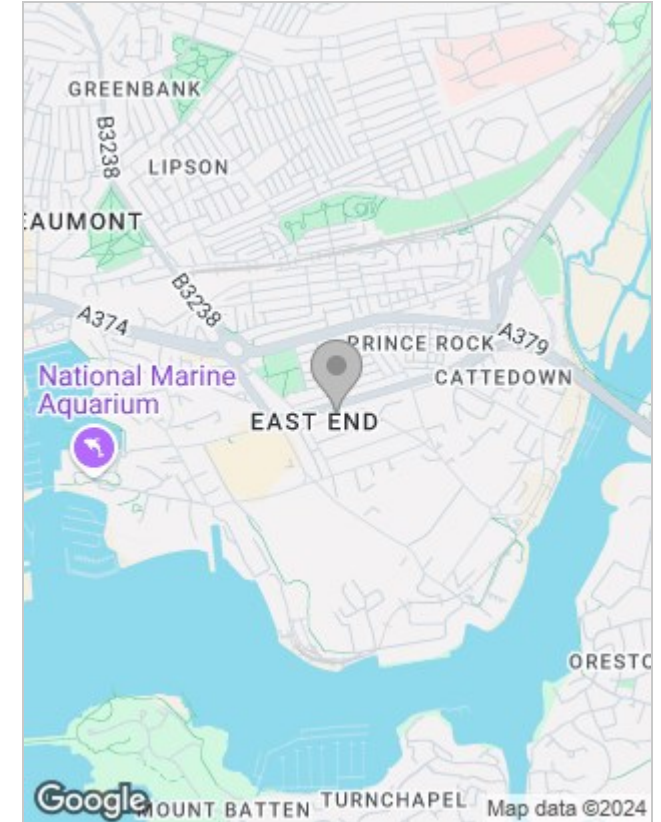 GREENBANK
B3238
LIPSON
EAUMONT
B3238
A374
PRINCE ROCK
A379
National Marine
Aquarium
CATTEDOWN
EAST END
ORESTO
Google
MOUNT BATTEN
TURNCHAPEL
Map data ©2024